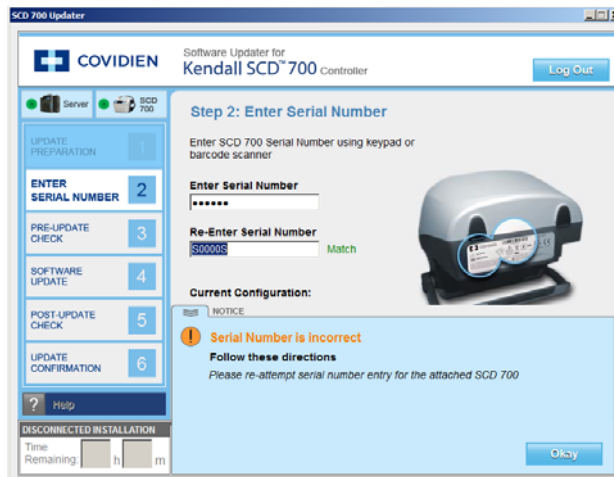 SCD 700 Updater
COVIDIEN
Software Updater for
Kendall SCD™ 700 Controller
Log Out
Server
SCD
700
UPDATE
PREPARATION
1
ENTER
SERIAL NUMBER
2
PRE-UPDATE
CHECK
3
SOFTWARE
UPDATE
4
POST-UPDATE
CHECK
5
UPDATE
CONFIRMATION
6
? Help
DISCONNECTED INSTALLATION
Time
Remaining: h m
Step 2: Enter Serial Number
Enter SCD 700 Serial Number using keypad or
barcode scanner
Enter Serial Number
••••••
Re-Enter Serial Number
S0000S Match
Current Configuration:
COVIDIEN
NOTICE
Serial Number is incorrect
Follow these directions
Please re-attempt serial number entry for the attached SCD 700
Okay